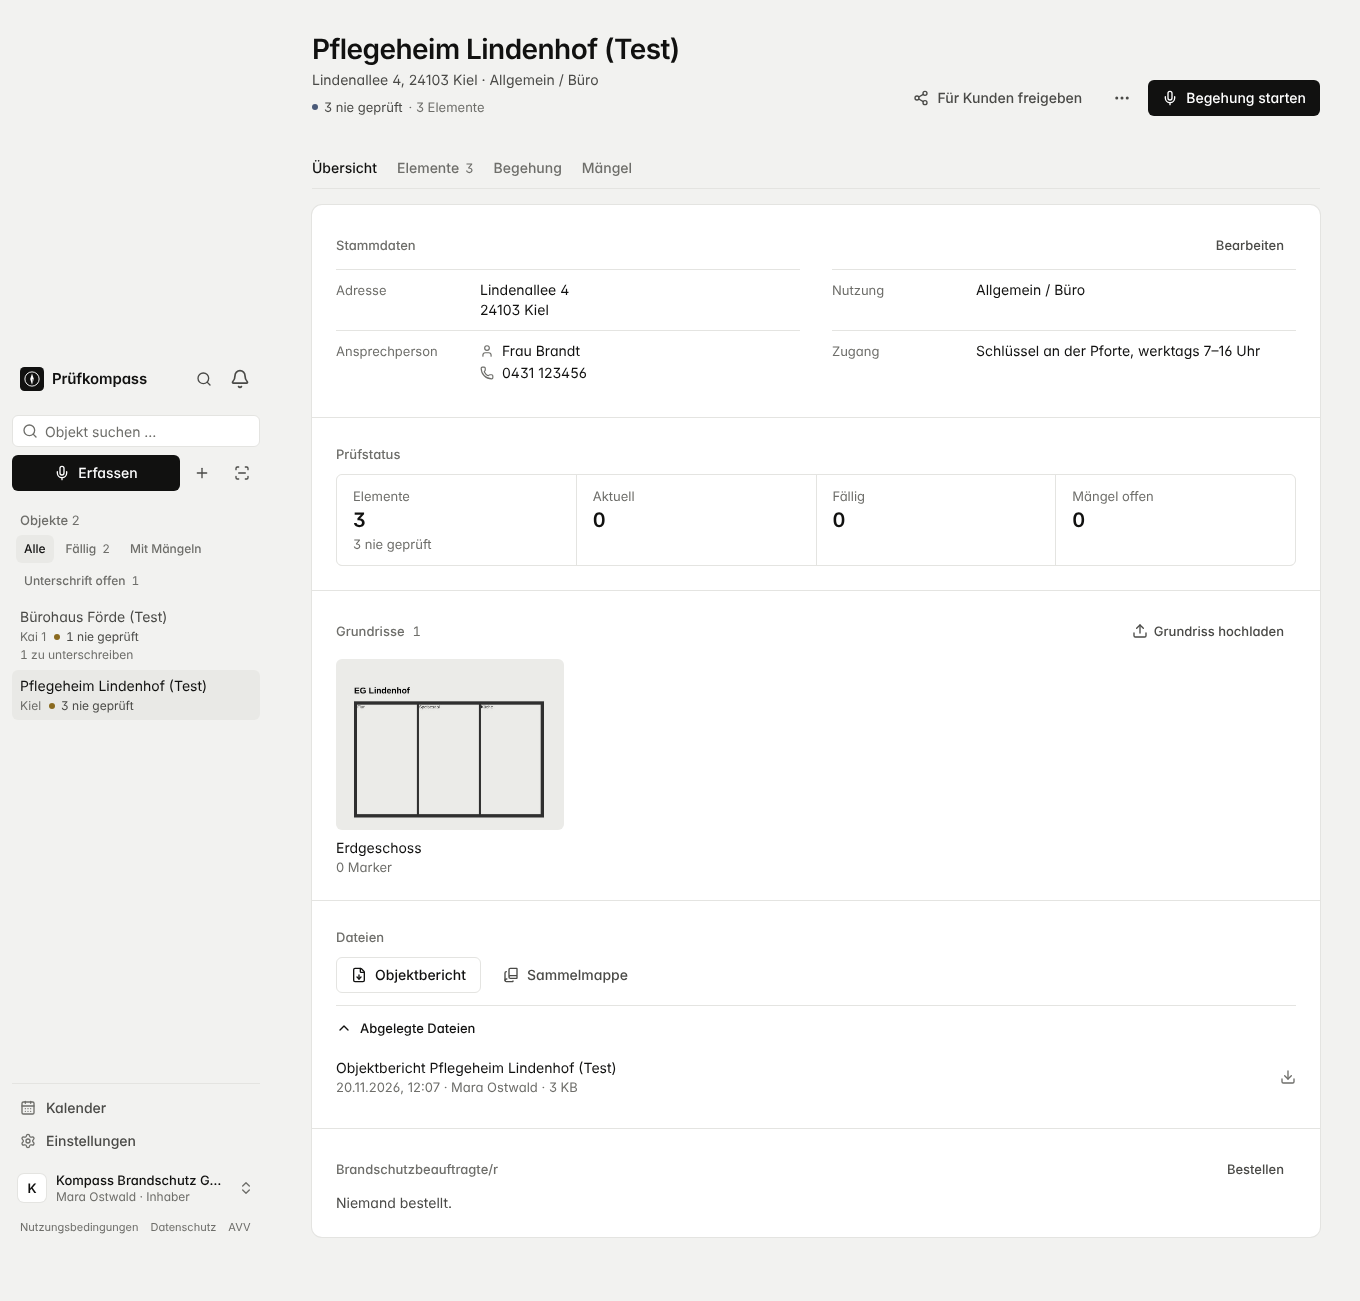 Pflegeheim Lindenhof (Test)
Lindenallee 4, 24103 Kiel · Allgemein / Büro
3 nie geprüft · 3 Elemente
Für Kunden freigeben
Begehung starten
Übersicht
Elemente 3
Begehung
Mängel
Stammdaten
Bearbeiten
Adresse
Lindenallee 4
24103 Kiel
Nutzung
Allgemein / Büro
Ansprechperson
Frau Brandt
0431 123456
Zugang
Schlüssel an der Pforte, werktags 7–16 Uhr
Prüfstatus
Elemente
3
3 nie geprüft
Aktuell
0
Fällig
0
Mängel offen
0
Grundrisse 1
Grundriss hochladen
EG Lindenhof
Erdgeschoss
0 Marker
Dateien
Objektbericht
Sammelmappe
Abgelegte Dateien
Objektbericht Pflegeheim Lindenhof (Test)
20.11.2026, 12:07 · Mara Ostwald · 3 KB
Brandschutzbeauftragte/r
Bestellen
Niemand bestellt.
Prüfkompass
Objekt suchen ...
Erfassen
Objekte 2
Alle
Fällig 2
Mit Mängeln
Unterschrift offen 1
Bürohaus Förde (Test)
Kai 1 1 nie geprüft
1 zu unterschreiben
Pflegeheim Lindenhof (Test)
Kiel 3 nie geprüft
Kalender
Einstellungen
K
Kompass Brandschutz G...
Mara Ostwald · Inhaber
Nutzungsbedingungen
Datenschutz
AVV